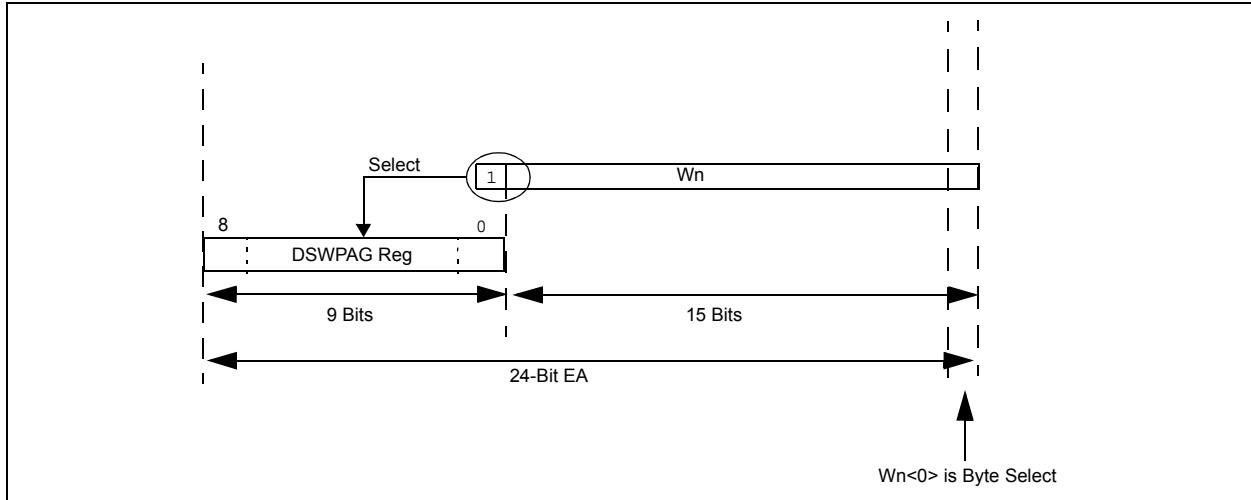 Select
1
Wn
8
0
DSWPAG Reg
9 Bits
15 Bits
24-Bit EA
Wn<0> is Byte Select